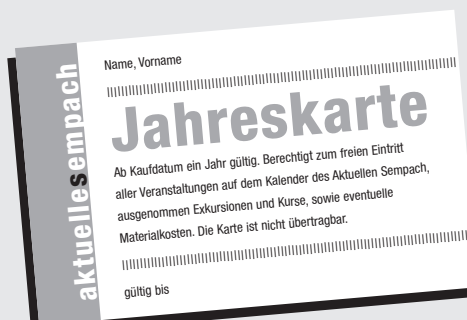 aktuellesempach
Name, Vorname
Jahreskarte
Ab Kaufdatum ein Jahr gültig. Berechtigt zum freien Eintritt
aller Veranstaltungen auf dem Kalender des Aktuellen Sempach,
ausgenommen Exkursionen und Kurse, sowie eventuelle
Materialkosten. Die Karte ist nicht übertragbar.
gültig bis